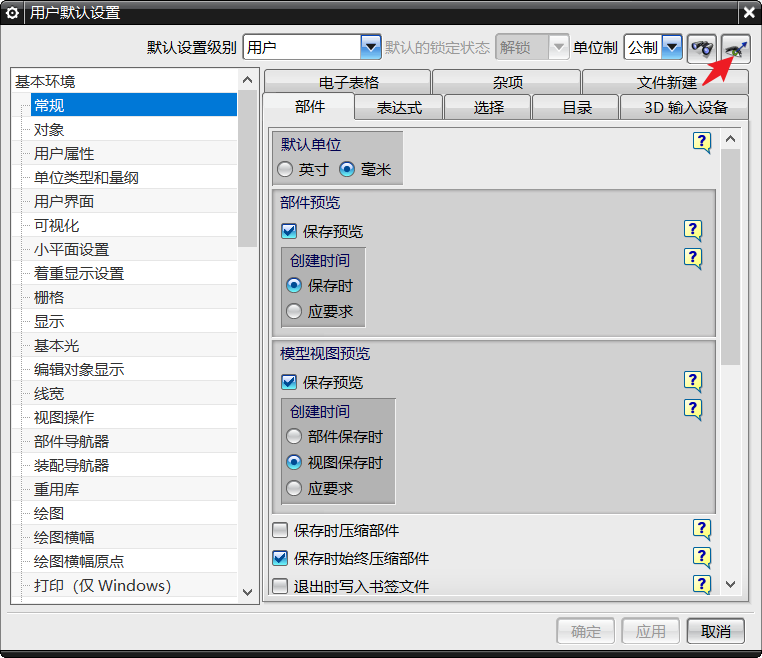 用户默认设置
默认设置级别 用户 默认的锁定状态 解锁 单位制 公制
基本环境
常规
对象
用户属性
单位类型和量纲
用户界面
可视化
小平面设置
着重显示设置
栅格
显示
基本光
编辑对象显示
线宽
视图操作
部件导航器
装配导航器
重用库
绘图
绘图横幅
绘图横幅原点
打印（仅 Windows）
电子表格 杂项 文件新建
部件 表达式 选择 目录 3D 输入设备
默认单位
英寸 毫米
部件预览
保存预览
创建时间
保存时
应要求
模型视图预览
保存预览
创建时间
部件保存时
视图保存时
应要求
保存时压缩部件
保存时始终压缩部件
退出时写入书签文件
确定 应用 取消